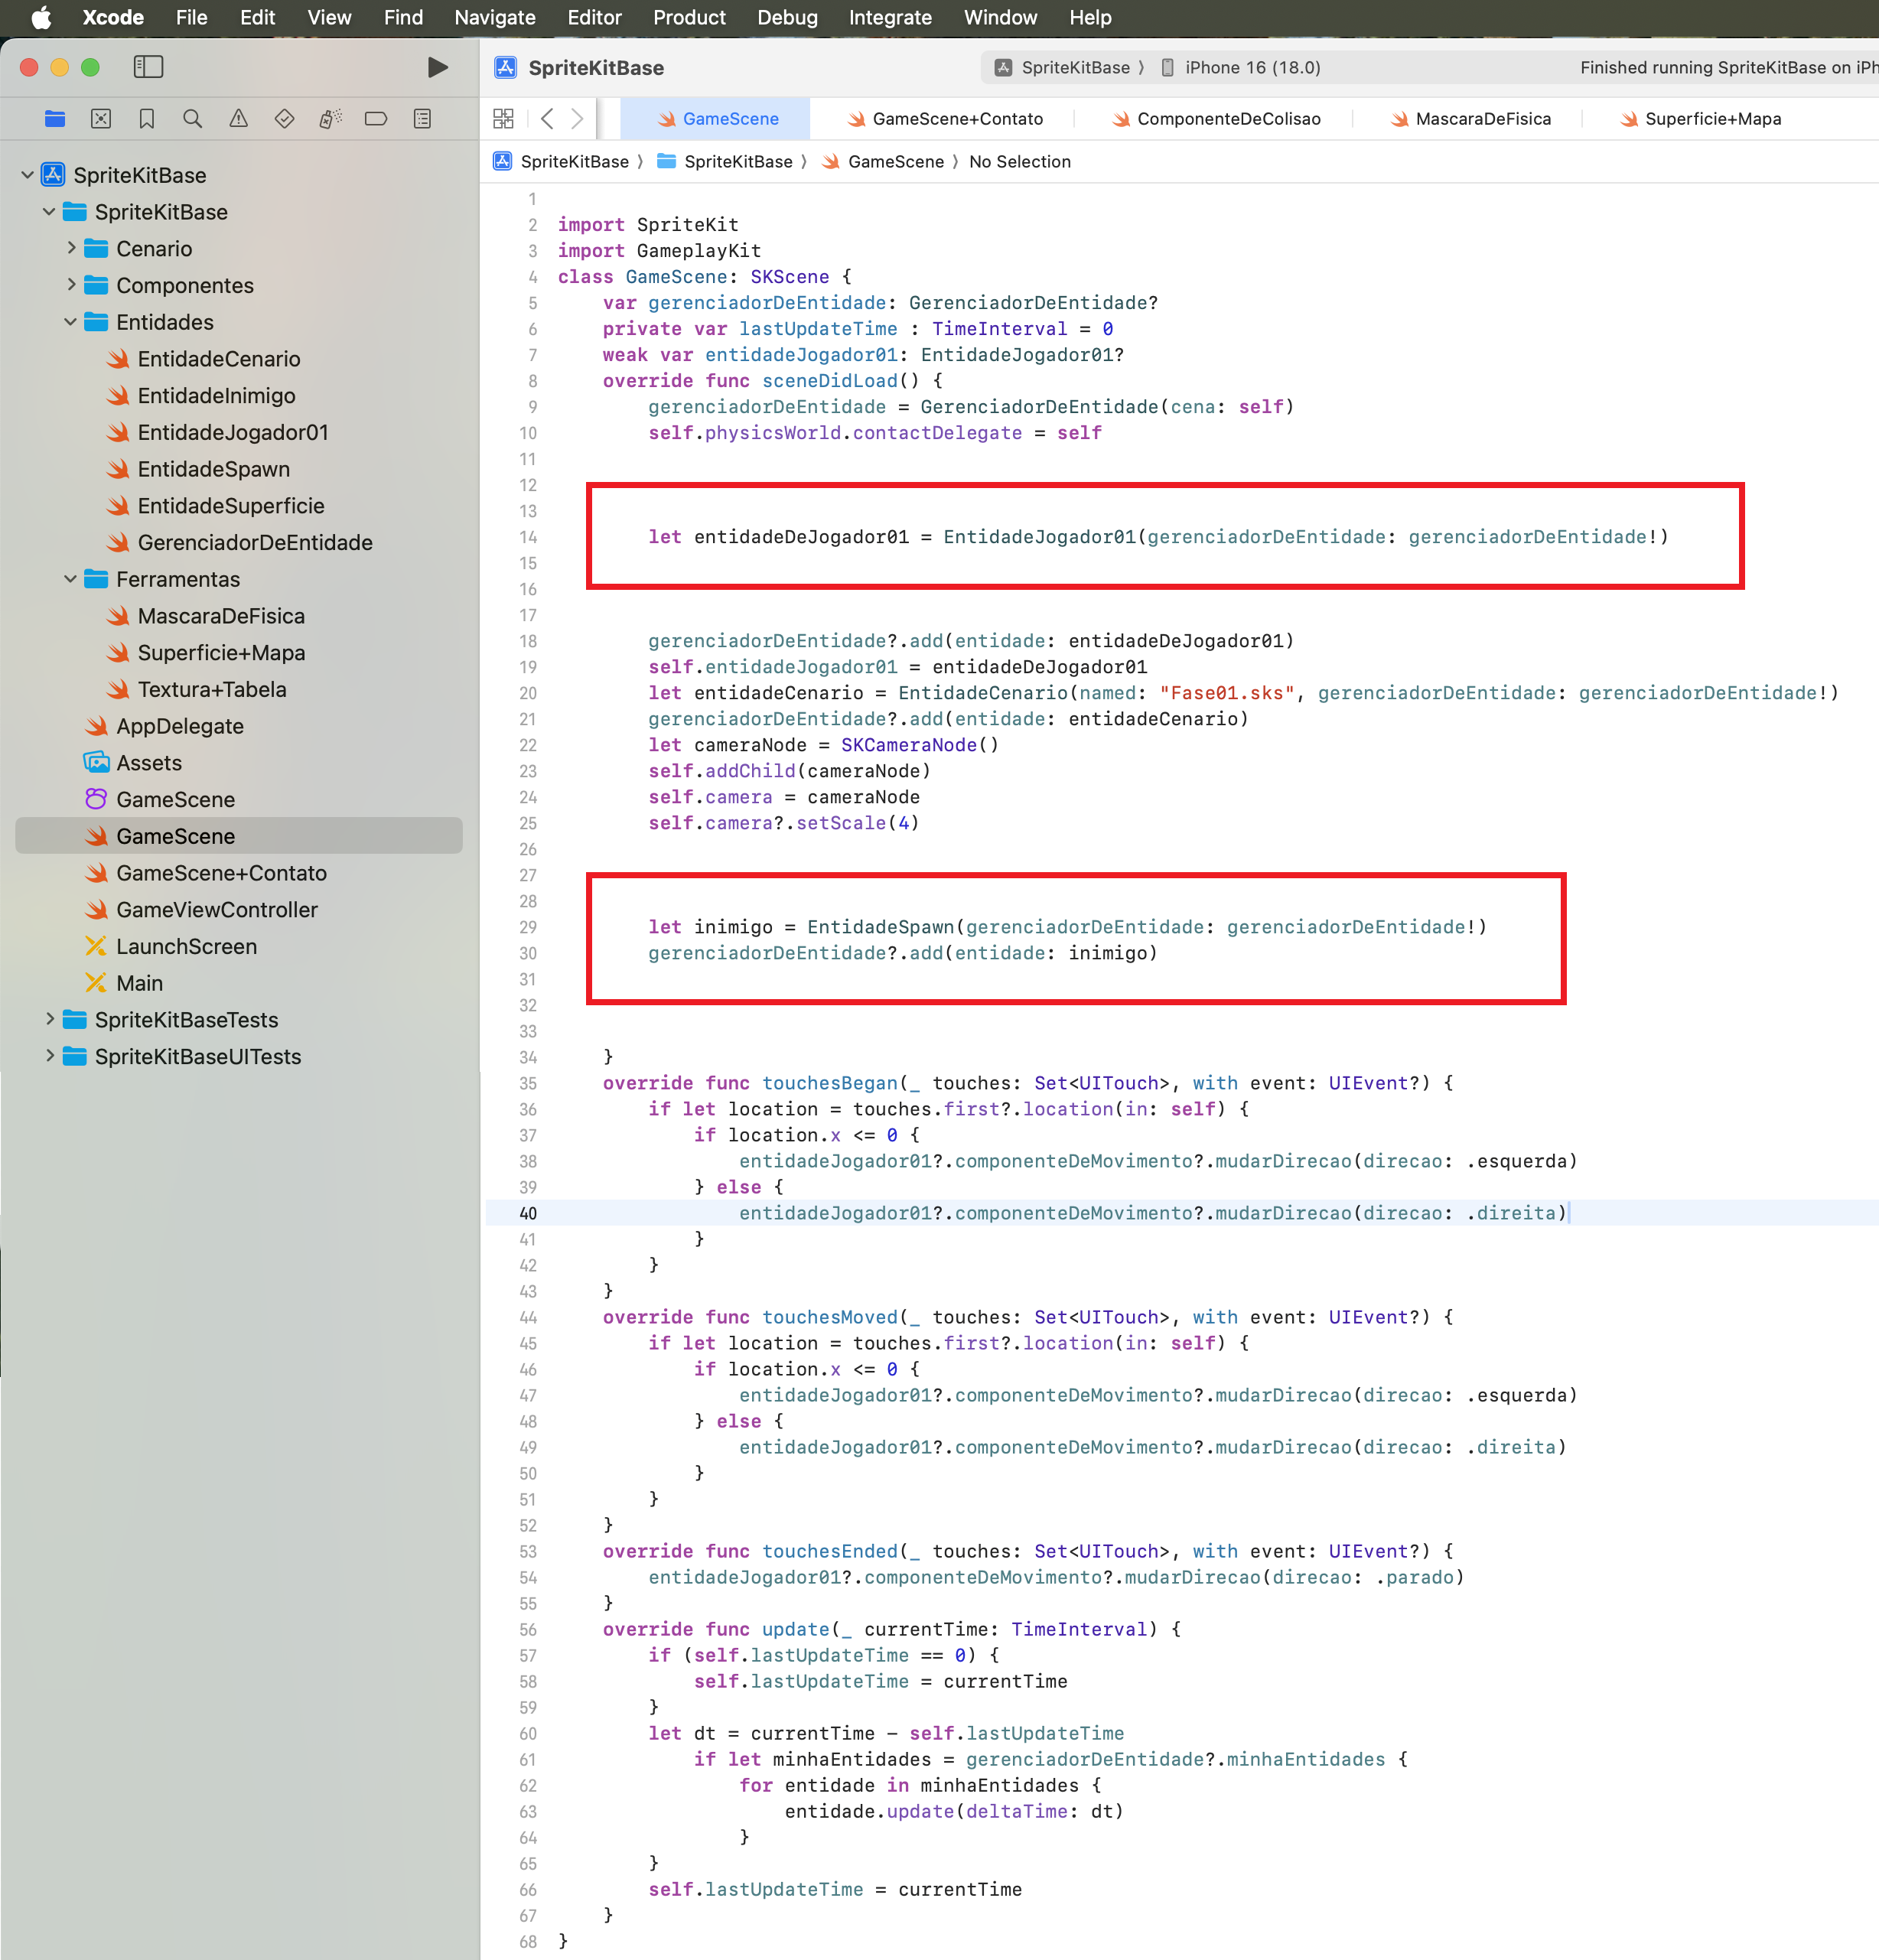 Xcode File Edit View Find Navigate Editor Product Debug Integrate Window Help
SpriteKitBase
SpriteKitBase 〉 iPhone 16 (18.0)
Finished running SpriteKitBase on iPh
GameScene
GameScene+Contato
ComponenteDeColisao
MascaraDeFisica
Superficie+Mapa
SpriteKitBase 〉 SpriteKitBase 〉 GameScene 〉 No Selection
SpriteKitBase
SpriteKitBase
Cenario
Componentes
Entidades
EntidadeCenario
EntidadeInimigo
EntidadeJogador01
EntidadeSpawn
EntidadeSuperficie
GerenciadorDeEntidade
Ferramentas
MascaraDeFisica
Superficie+Mapa
Textura+Tabela
AppDelegate
Assets
GameScene
GameScene
GameScene+Contato
GameViewController
LaunchScreen
Main
SpriteKitBaseTests
SpriteKitBaseUITests
1
2 import SpriteKit
3 import GameplayKit
4 class GameScene: SKScene {
5 var gerenciadorDeEntidade: GerenciadorDeEntidade?
6 private var lastUpdateTime : TimeInterval = 0
7 weak var entidadeJogador01: EntidadeJogador01?
8 override func sceneDidLoad() {
9 gerenciadorDeEntidade = GerenciadorDeEntidade(cena: self)
10 self.physicsWorld.contactDelegate = self
11
12
13
14 let entidadeDeJogador01 = EntidadeJogador01(gerenciadorDeEntidade: gerenciadorDeEntidade!)
15
16
17
18 gerenciadorDeEntidade?.add(entidade: entidadeDeJogador01)
19 self.entidadeJogador01 = entidadeDeJogador01
20 let entidadeCenario = EntidadeCenario(named: "Fase01.sks", gerenciadorDeEntidade: gerenciadorDeEntidade!)
21 gerenciadorDeEntidade?.add(entidade: entidadeCenario)
22 let cameraNode = SKCameraNode()
23 self.addChild(cameraNode)
24 self.camera = cameraNode
25 self.camera?.setScale(4)
26
27
28
29 let inimigo = EntidadeSpawn(gerenciadorDeEntidade: gerenciadorDeEntidade!)
30 gerenciadorDeEntidade?.add(entidade: inimigo)
31
32
33
34 }
35 override func touchesBegan(_ touches: Set<UITouch>, with event: UIEvent?) {
36 if let location = touches.first?.location(in: self) {
37 if location.x <= 0 {
38 entidadeJogador01?.componenteDeMovimento?.mudarDirecao(direcao: .esquerda)
39 } else {
40 entidadeJogador01?.componenteDeMovimento?.mudarDirecao(direcao: .direita)
41 }
42 }
43 }
44 override func touchesMoved(_ touches: Set<UITouch>, with event: UIEvent?) {
45 if let location = touches.first?.location(in: self) {
46 if location.x <= 0 {
47 entidadeJogador01?.componenteDeMovimento?.mudarDirecao(direcao: .esquerda)
48 } else {
49 entidadeJogador01?.componenteDeMovimento?.mudarDirecao(direcao: .direita)
50 }
51 }
52 }
53 override func touchesEnded(_ touches: Set<UITouch>, with event: UIEvent?) {
54 entidadeJogador01?.componenteDeMovimento?.mudarDirecao(direcao: .parado)
55 }
56 override func update(_ currentTime: TimeInterval) {
57 if (self.lastUpdateTime == 0) {
58 self.lastUpdateTime = currentTime
59 }
60 let dt = currentTime - self.lastUpdateTime
61 if let minhaEntidades = gerenciadorDeEntidade?.minhaEntidades {
62 for entidade in minhaEntidades {
63 entidade.update(deltaTime: dt)
64 }
65 }
66 self.lastUpdateTime = currentTime
67 }
68 }